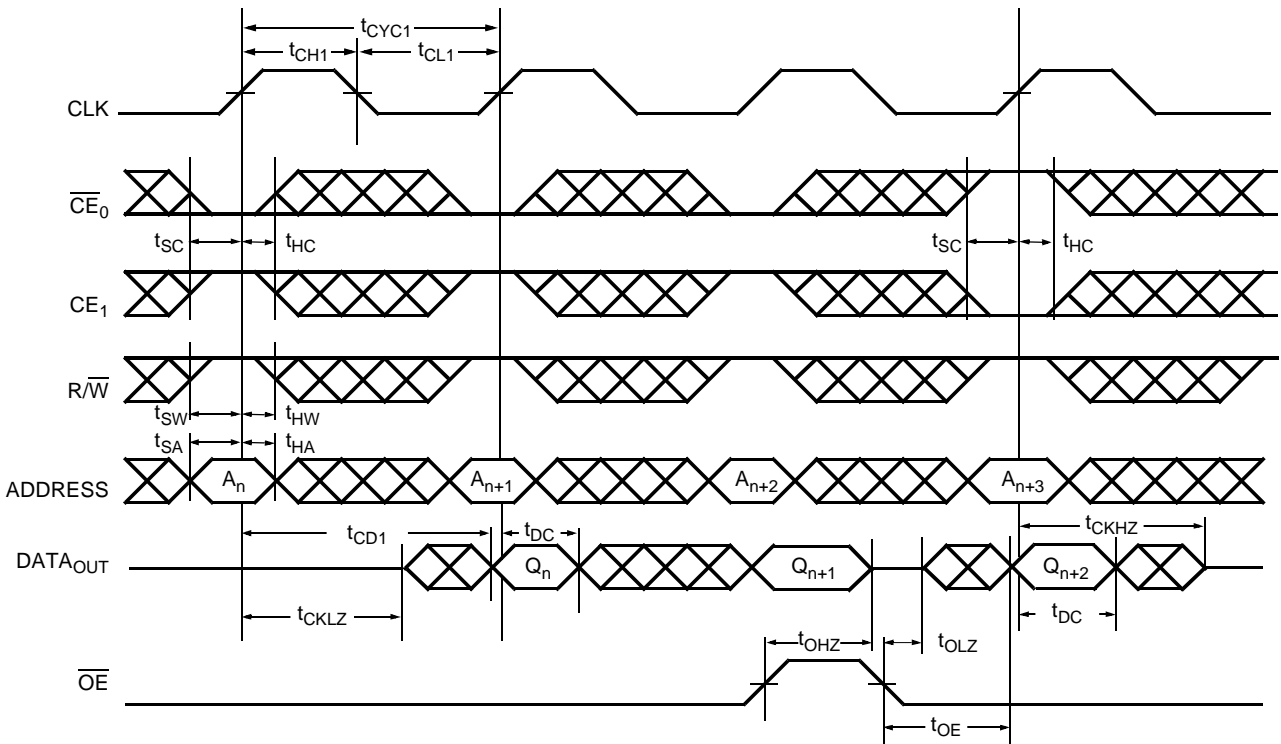 tCYC1
tCH1 tCL1
CLK
CE0
tSC tHC tSC tHC
CE1
R/W
tSW tHW
tSA tHA
ADDRESS An An+1 An+2 An+3
tCD1 tDC tCKHZ
DATAOUT Qn Qn+1 Qn+2
tCKLZ tDC
tOHZ tOLZ
OE
tOE